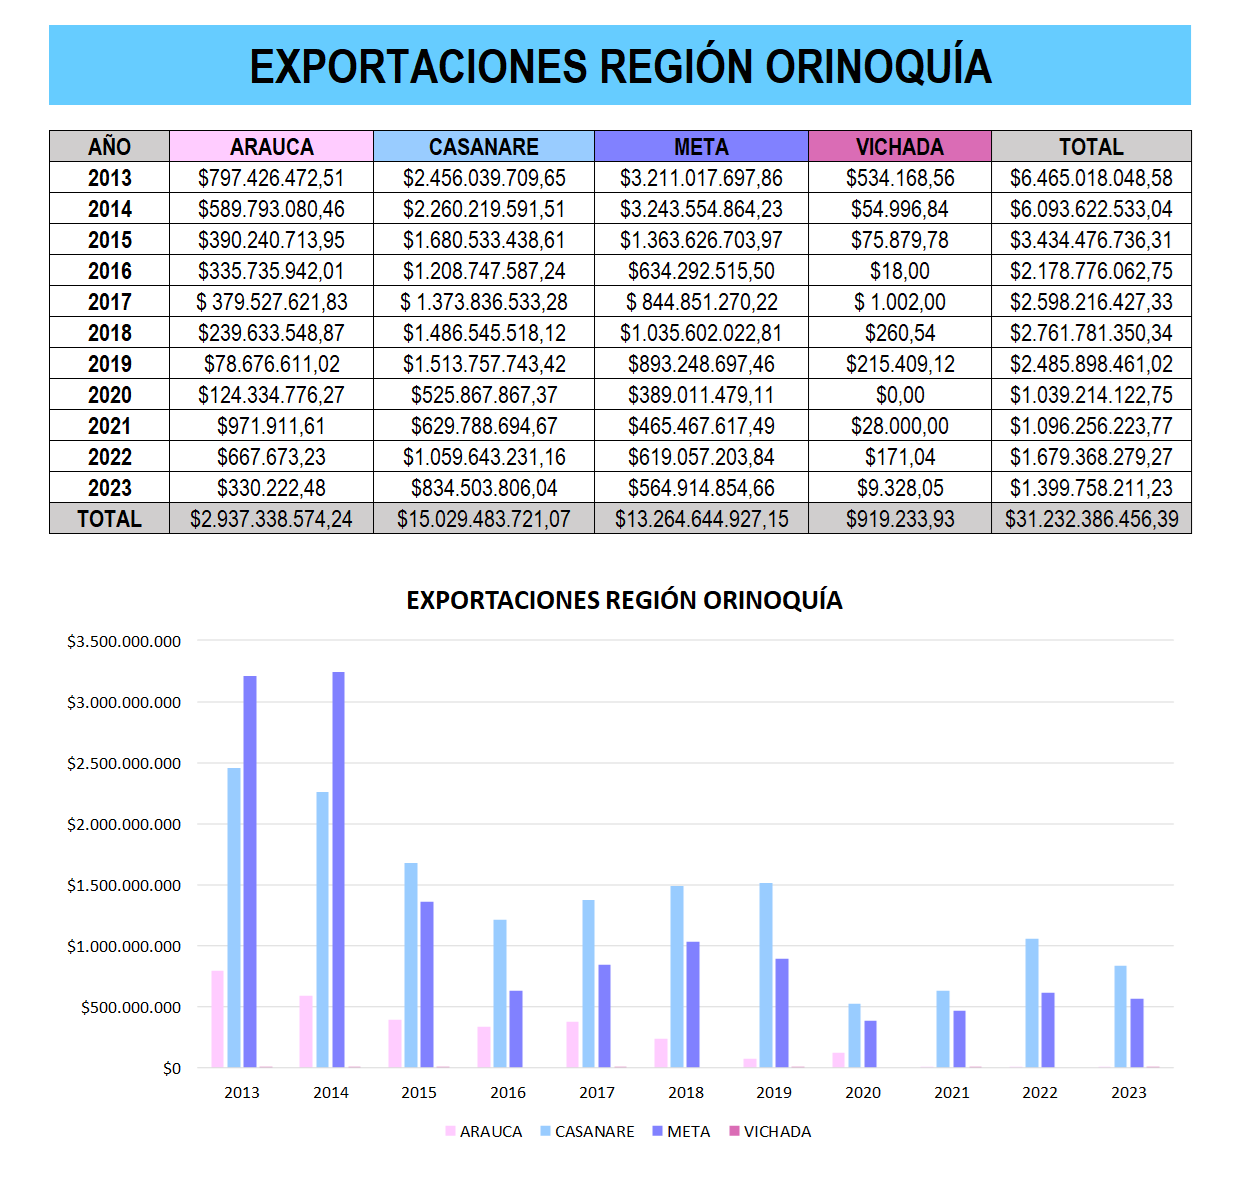 EXPORTACIONES REGIÓN ORINOQUÍA
AÑO ARAUCA CASANARE META VICHADA TOTAL
2013 $797.426.472,51 $2.456.039.709,65 $3.211.017.697,86 $534.168,56 $6.465.018.048,58
2014 $589.793.080,46 $2.260.219.591,51 $3.243.554.864,23 $54.996,84 $6.093.622.533,04
2015 $390.240.713,95 $1.680.533.438,61 $1.363.626.703,97 $75.879,78 $3.434.476.736,31
2016 $335.735.942,01 $1.208.747.587,24 $634.292.515,50 $18,00 $2.178.776.062,75
2017 $ 379.527.621,83 $ 1.373.836.533,28 $ 844.851.270,22 $ 1.002,00 $2.598.216.427,33
2018 $239.633.548,87 $1.486.545.518,12 $1.035.602.022,81 $260,54 $2.761.781.350,34
2019 $78.676.611,02 $1.513.757.743,42 $893.248.697,46 $215.409,12 $2.485.898.461,02
2020 $124.334.776,27 $525.867.867,37 $389.011.479,11 $0,00 $1.039.214.122,75
2021 $971.911,61 $629.788.694,67 $465.467.617,49 $28.000,00 $1.096.256.223,77
2022 $667.673,23 $1.059.643.231,16 $619.057.203,84 $171,04 $1.679.368.279,27
2023 $330.222,48 $834.503.806,04 $564.914.854,66 $9.328,05 $1.399.758.211,23
TOTAL $2.937.338.574,24 $15.029.483.721,07 $13.264.644.927,15 $919.233,93 $31.232.386.456,39
EXPORTACIONES REGIÓN ORINOQUÍA
$3.500.000.000
$3.000.000.000
$2.500.000.000
$2.000.000.000
$1.500.000.000
$1.000.000.000
$500.000.000
$0
2013 2014 2015 2016 2017 2018 2019 2020 2021 2022 2023
ARAUCA CASANARE META VICHADA